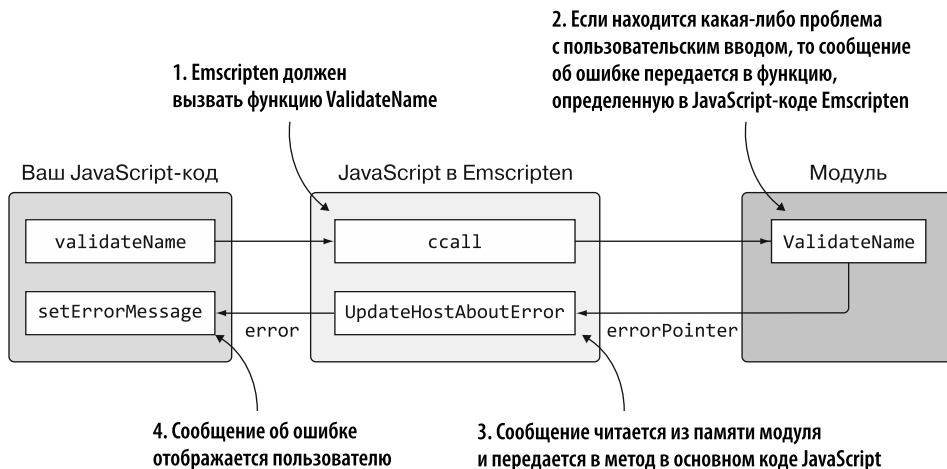 2. Если находится какая-либо проблема
с пользовательским вводом, то сообщение
об ошибке передается в функцию,
определенную в JavaScript-коде Emscripten
1. Emscripten должен
вызвать функцию ValidateName
Ваш JavaScript-код
JavaScript в Emscripten
Модуль
validateName
ccall
ValidateName
setErrorMessage
error
UpdateHostAboutError
errorPointer
4. Сообщение об ошибке
отображается пользователю
3. Сообщение читается из памяти модуля
и передается в метод в основном коде JavaScript